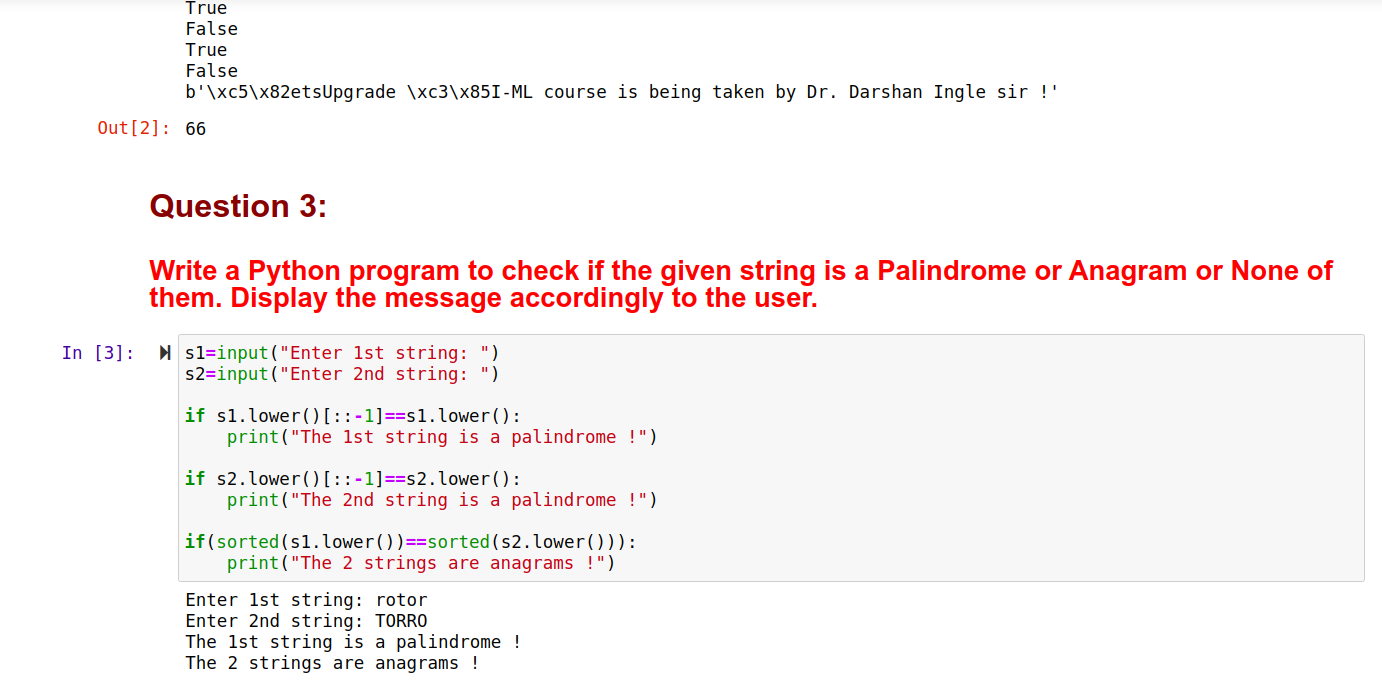 True
False
True
False
b'\xc5\x82etsUpgrade \xc3\x85I-ML course is being taken by Dr. Darshan Ingle sir !'
Out[2]: 66
Question 3:
Write a Python program to check if the given string is a Palindrome or Anagram or None of
them. Display the message accordingly to the user.
In [3]: s1=input("Enter 1st string: ")
s2=input("Enter 2nd string: ")
if s1.lower()[::-1]==s1.lower():
    print("The 1st string is a palindrome !")
if s2.lower()[::-1]==s2.lower():
    print("The 2nd string is a palindrome !")
if(sorted(s1.lower())==sorted(s2.lower())):
    print("The 2 strings are anagrams !")
Enter 1st string: rotor
Enter 2nd string: TORRO
The 1st string is a palindrome !
The 2 strings are anagrams !